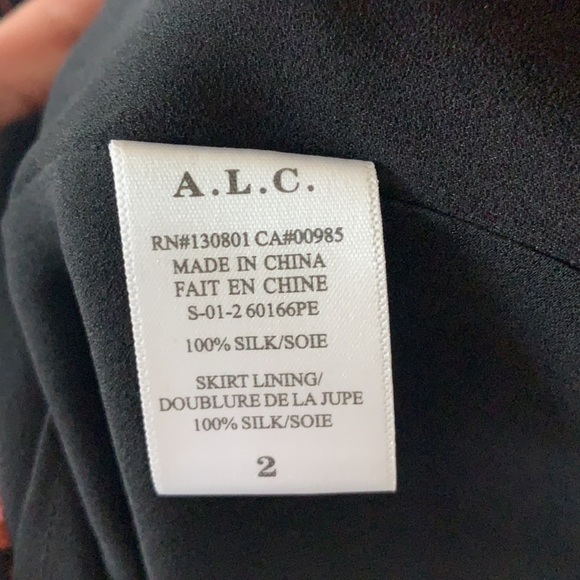 A.L.C.
RN#130801 CA#00985
MADE IN CHINA
FAIT EN CHINE
S-01-2 60166PE
100% SILK/SOIE
SKIRT LINING/
DOUBLURE DE LA JUPE
100% SILK/SOIE
2